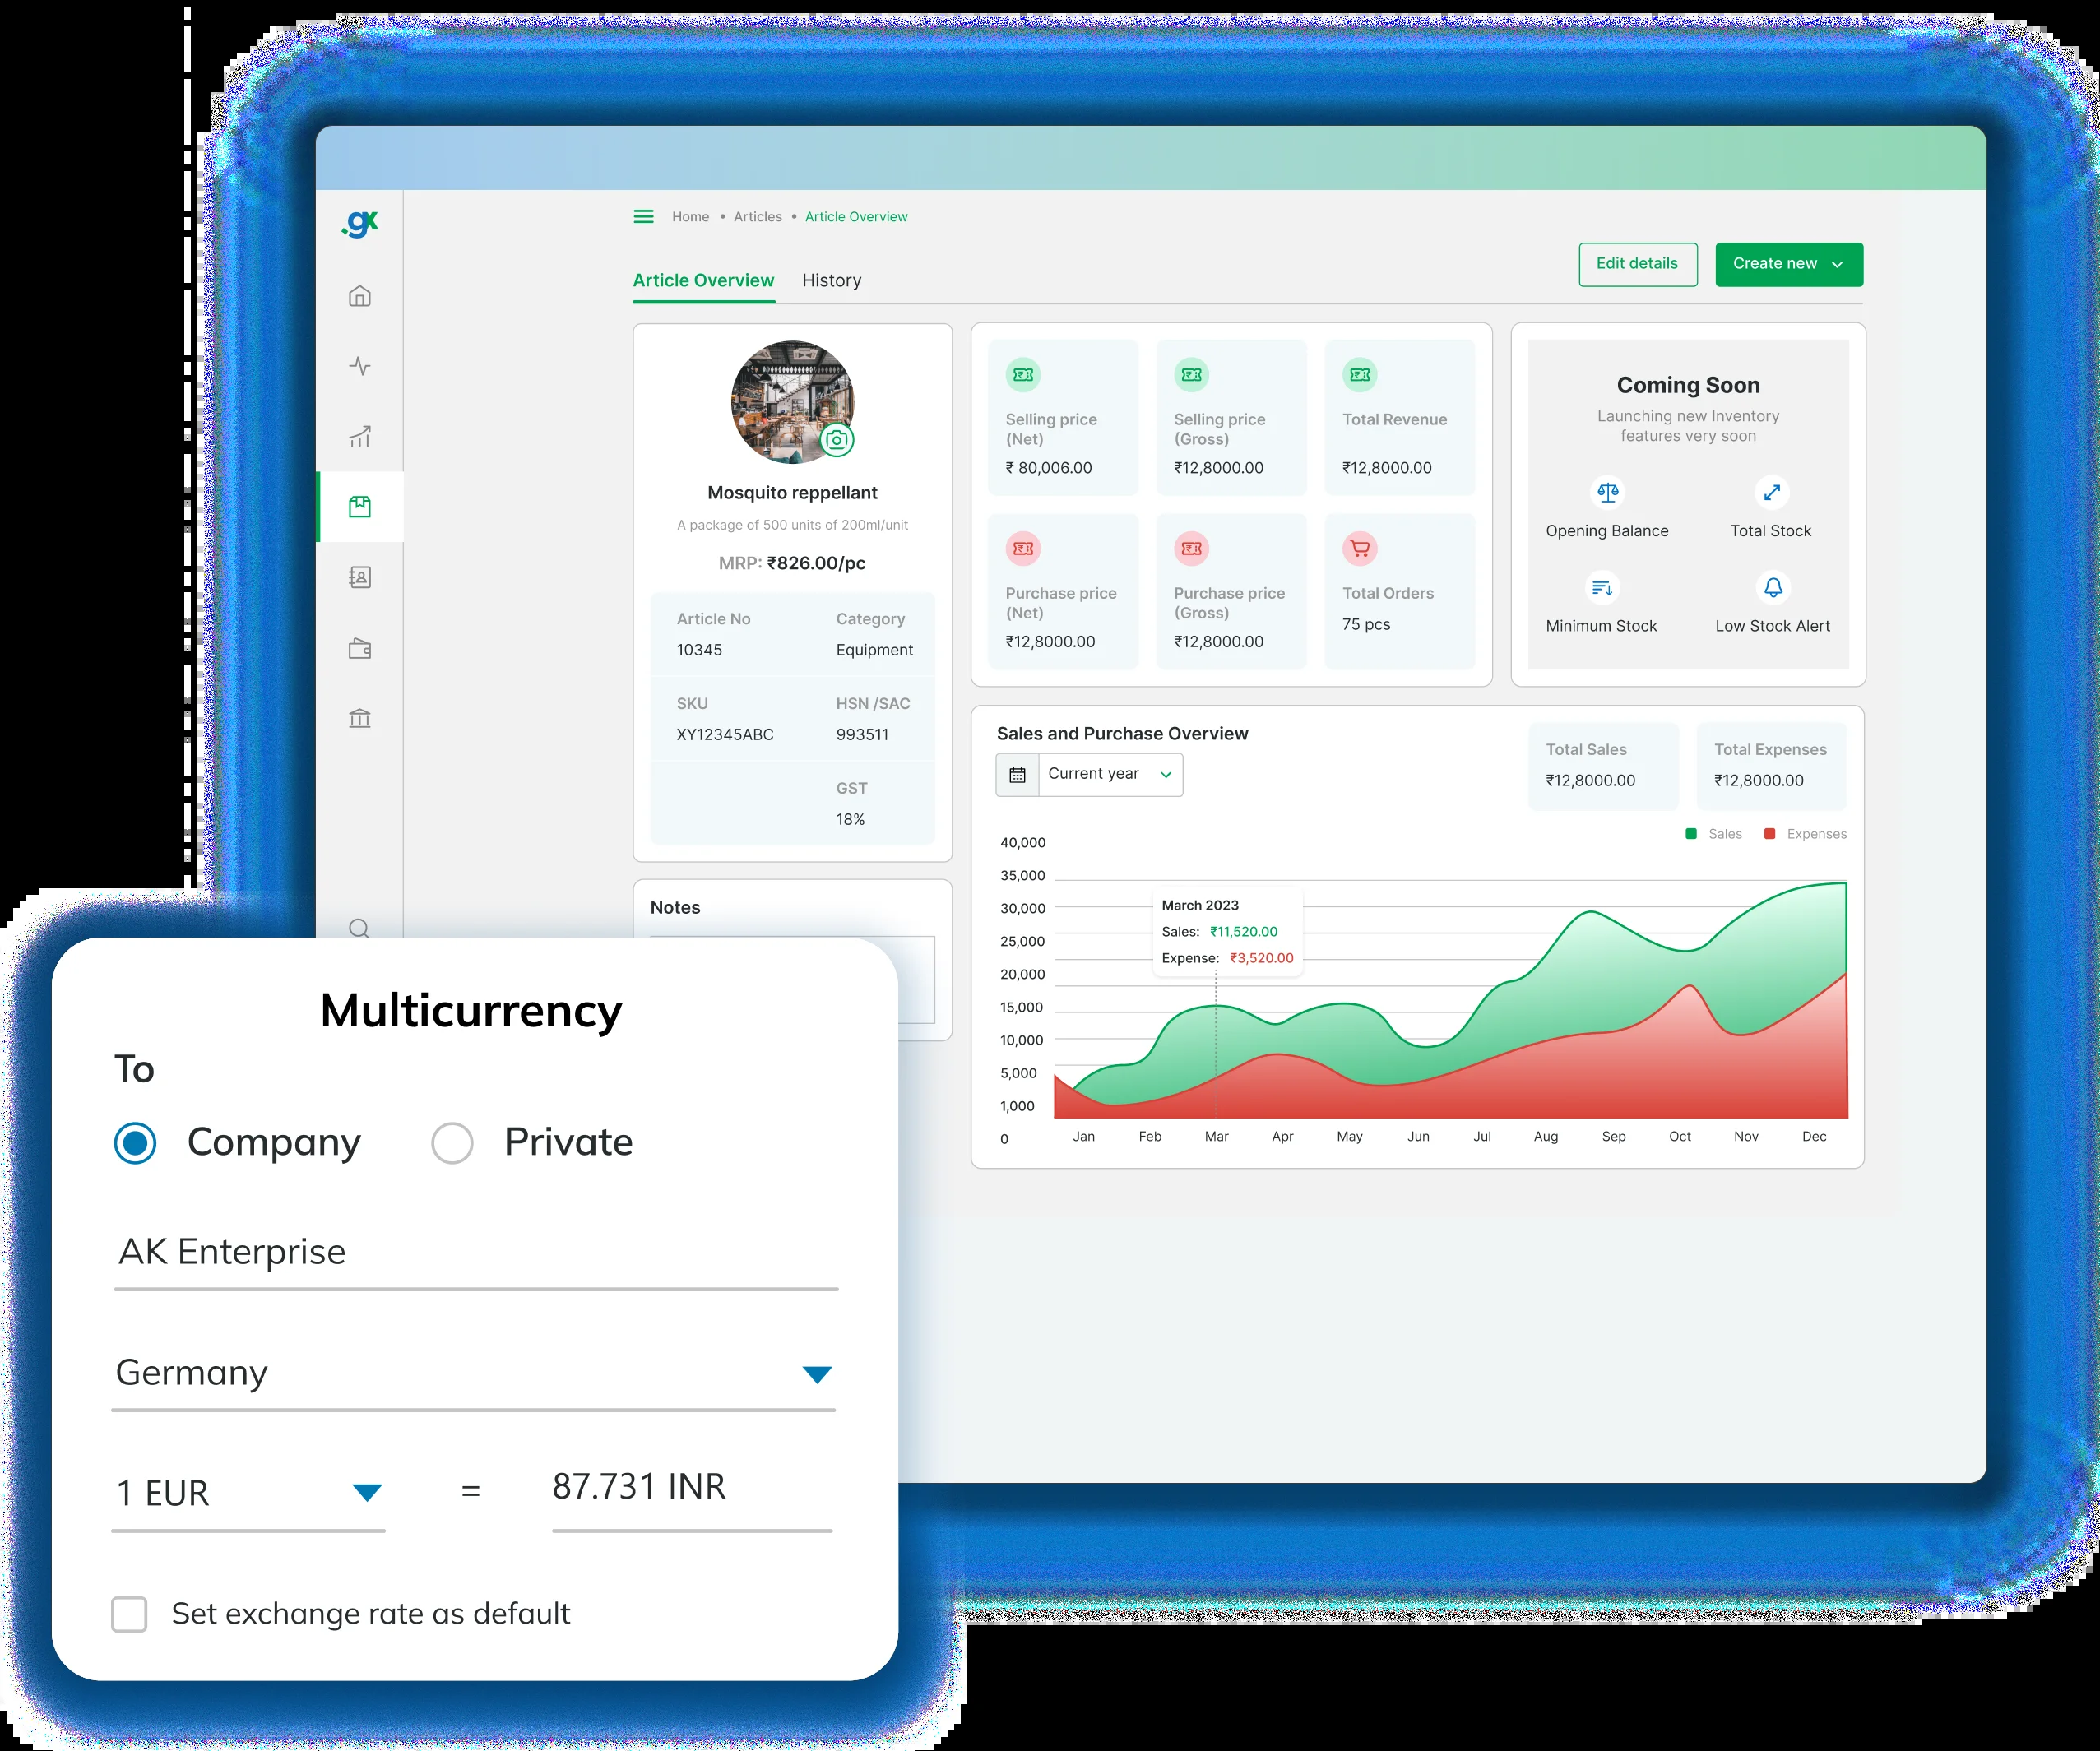 .gx
Home • Articles • Article Overview
Article Overview
History
Edit details
Create new
Mosquito reppellant
A package of 500 units of 200ml/unit
MRP: ₹826.00/pc
Article No
Category
10345
Equipment
SKU
HSN /SAC
XY12345ABC
993511
GST
18%
Notes
Selling price
(Net)
₹ 80,006.00
Selling price
(Gross)
₹12,8000.00
Total Revenue
₹12,8000.00
Purchase price
(Net)
₹12,8000.00
Purchase price
(Gross)
₹12,8000.00
Total Orders
75 pcs
Coming Soon
Launching new Inventory
features very soon
Opening Balance
Total Stock
Minimum Stock
Low Stock Alert
Sales and Purchase Overview
Current year
Total Sales
₹12,8000.00
Total Expenses
₹12,8000.00
Sales
Expenses
40,000
35,000
30,000
25,000
20,000
15,000
10,000
5,000
1,000
0
March 2023
Sales: ₹11,520.00
Expense: ₹3,520.00
Jan Feb Mar Apr May Jun Jul Aug Sep Oct Nov Dec
Multicurrency
To
Company
Private
AK Enterprise
Germany
1 EUR = 87.731 INR
Set exchange rate as default